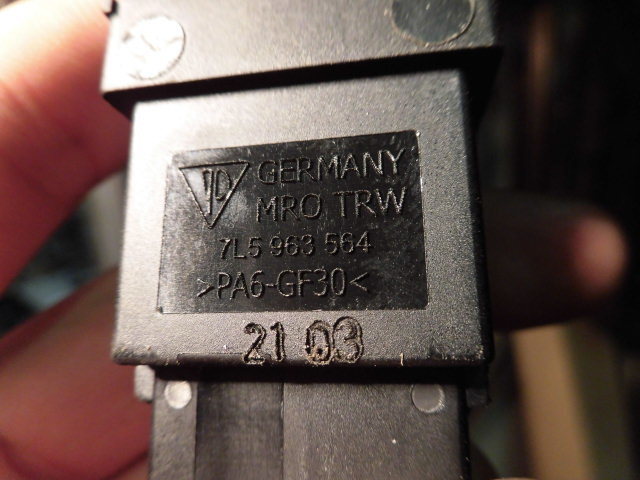 GERMANY
MRO TRW
7L5 963 564
>PA6-GF30<
21 03